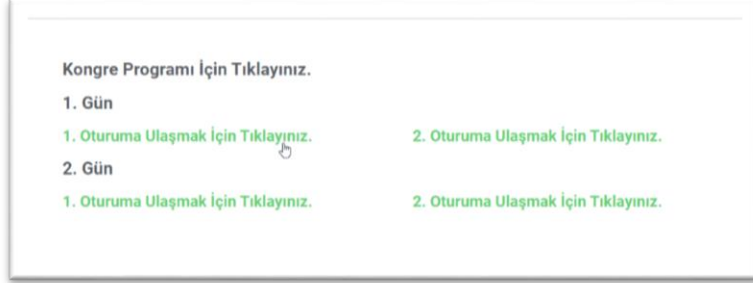 Kongre Programı İçin Tıklayınız.
1. Gün
1. Oturuma Ulaşmak İçin Tıklayınız. 2. Oturuma Ulaşmak İçin Tıklayınız.
2. Gün
1. Oturuma Ulaşmak İçin Tıklayınız. 2. Oturuma Ulaşmak İçin Tıklayınız.